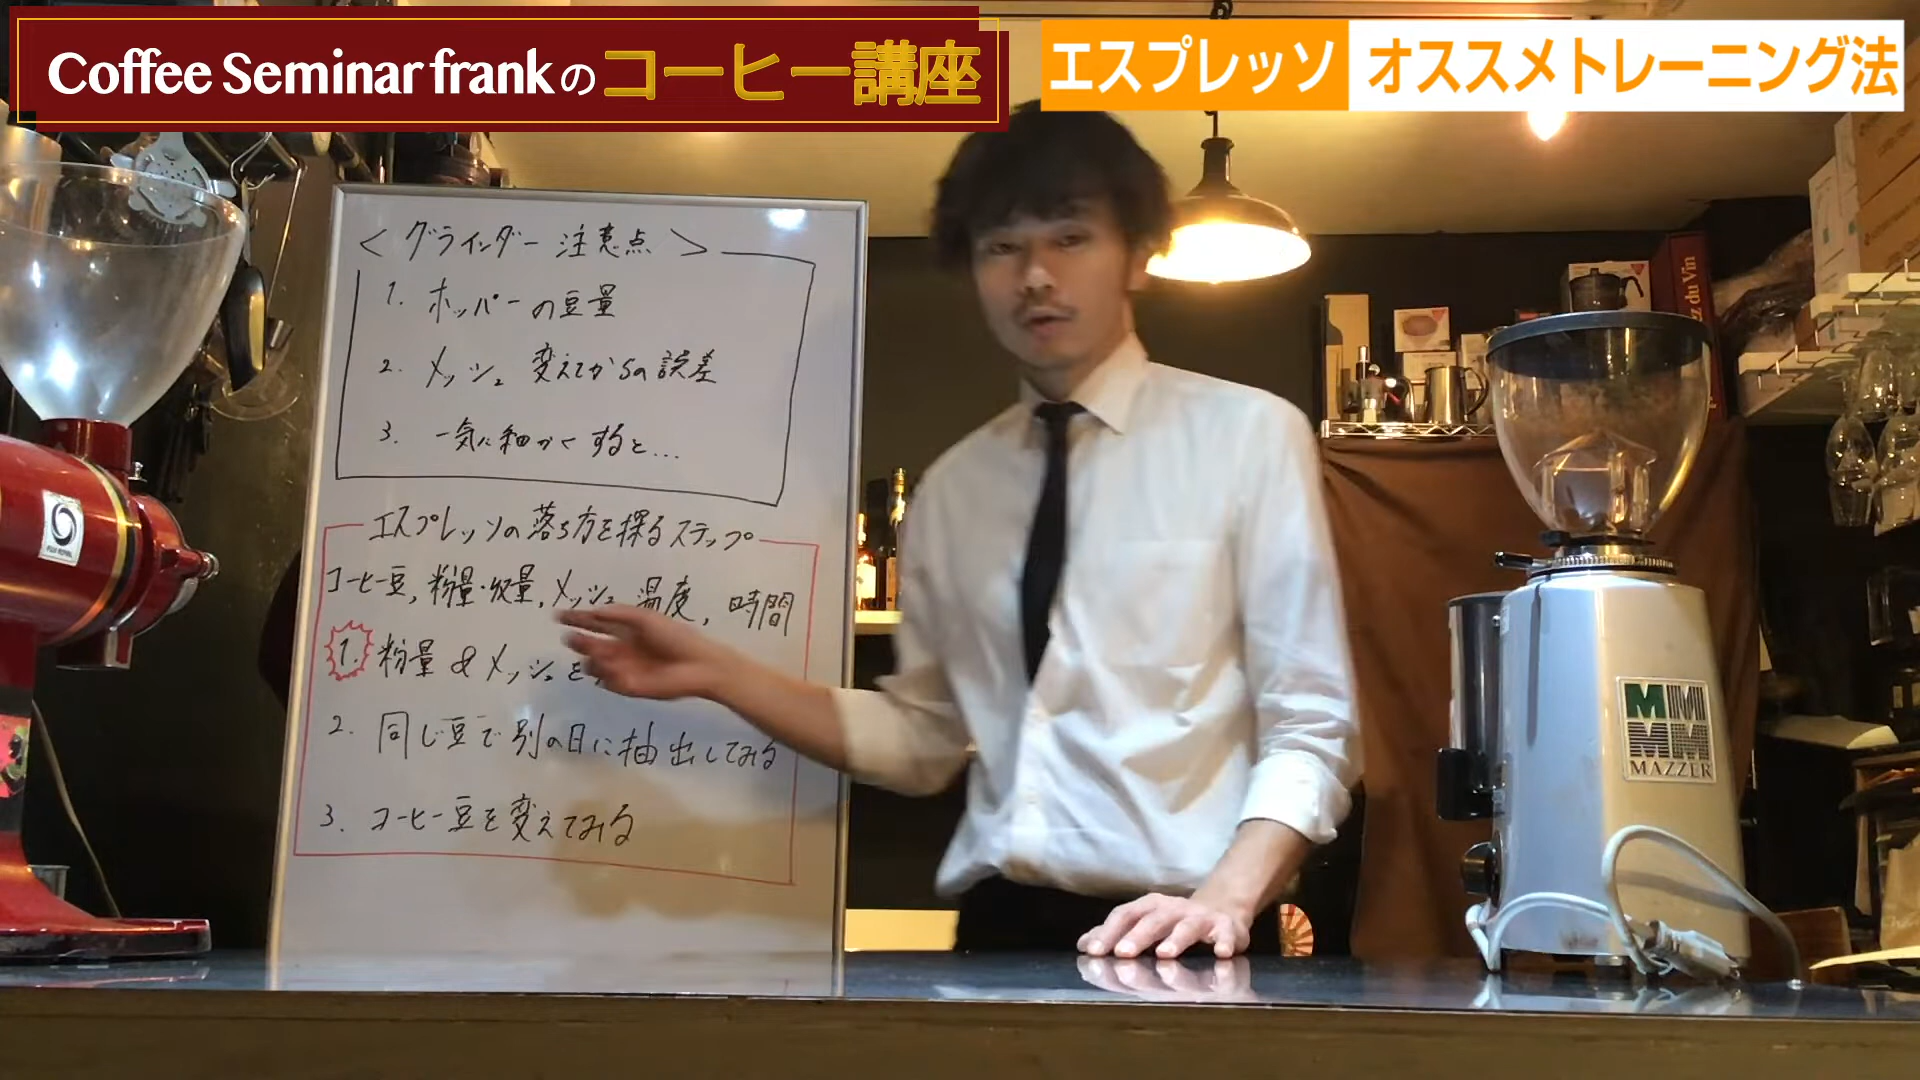 Coffee Seminar frankのコーヒー講座
エスプレッソ オススメトレーニング法
<グラインダー 注意点>
1. ホッパーの豆量
2. メッシュ 変えてからの誤差
3. 一気に細かくすると...
エスプレッソの落ち方を探るステップ
コーヒー豆, 粉量・収量, メッシュ 温度, 時間
1. 粉量 & メッシュを
2. 同じ豆で別の日に抽出してみる
3. コーヒー豆を変えてみる
FUJI ROYAL
z du Vin
MAZZER